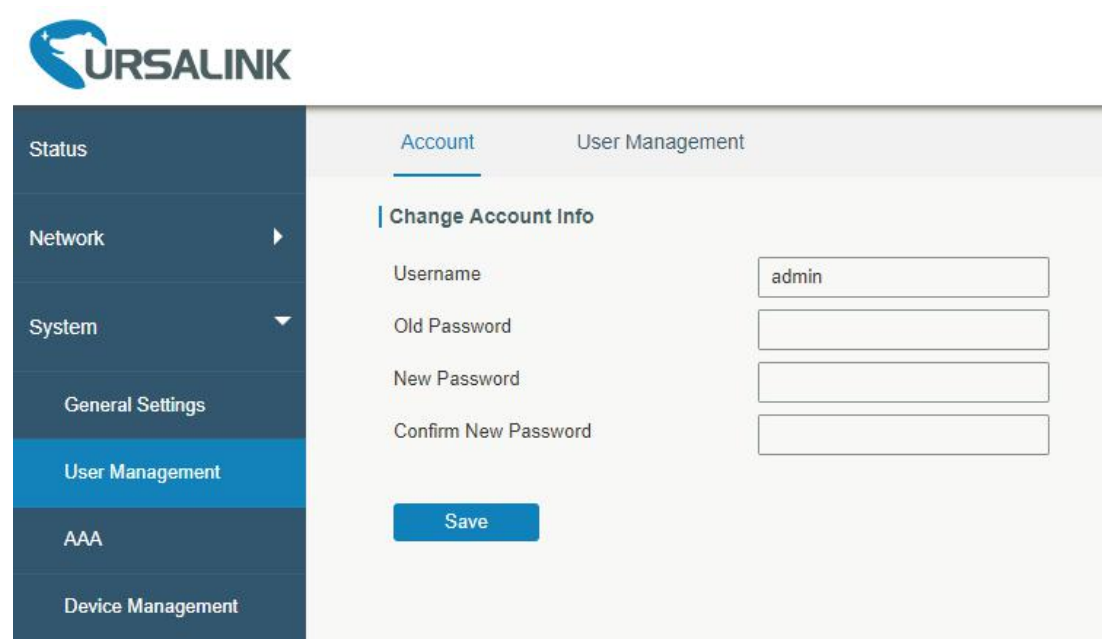 URSALINK
Status
Network
System
General Settings
User Management
AAA
Device Management
Account User Management
Change Account Info
Username admin
Old Password
New Password
Confirm New Password
Save